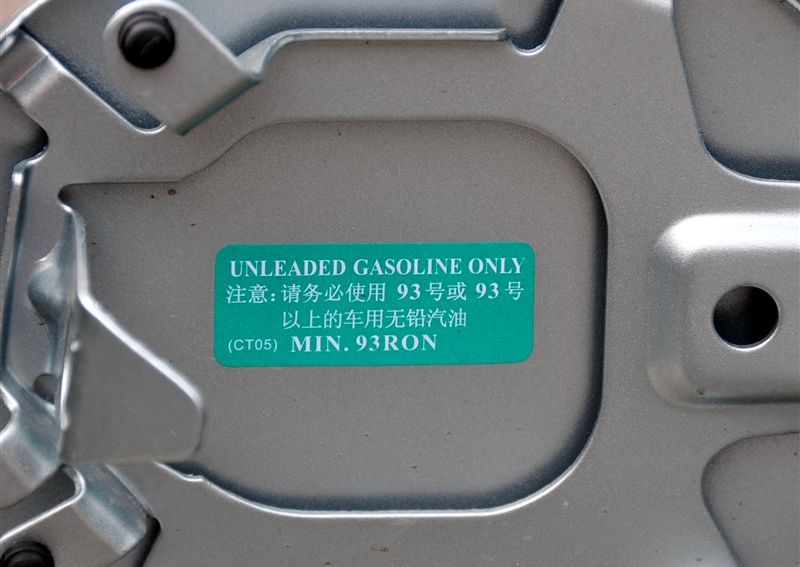 UNLEADED GASOLINE ONLY
注意:请务必使用 93 号或 93 号
以上的车用无铅汽油
(CT05) MIN. 93RON